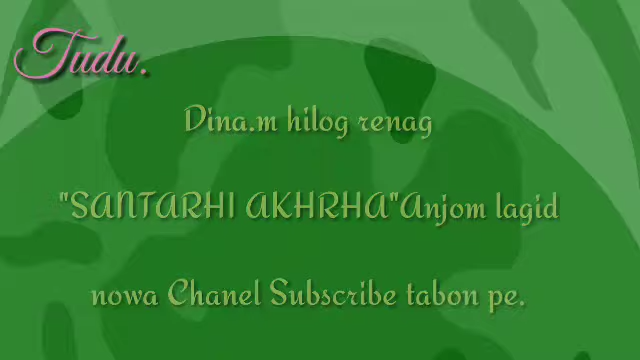 Tudu.
Dina.m hilog renag
"SANTARHI AKHRHA"Anjom lagid
nowa Chanel Subscribe tabon pe.